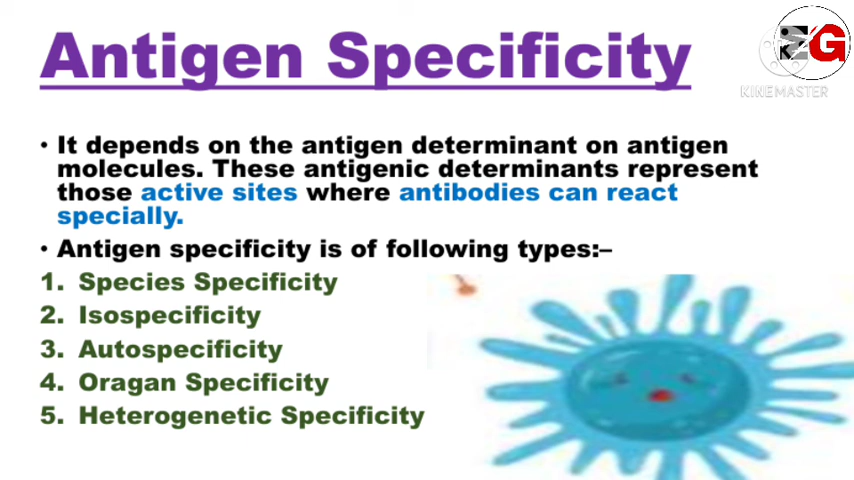 Antigen Specificity
EG
K
KINEMASTER
• It depends on the antigen determinant on antigen
molecules. These antigenic determinants represent
those active sites where antibodies can react
specially.
• Antigen specificity is of following types:–
1. Species Specificity
2. Isospecificity
3. Autospecificity
4. Oragan Specificity
5. Heterogenetic Specificity